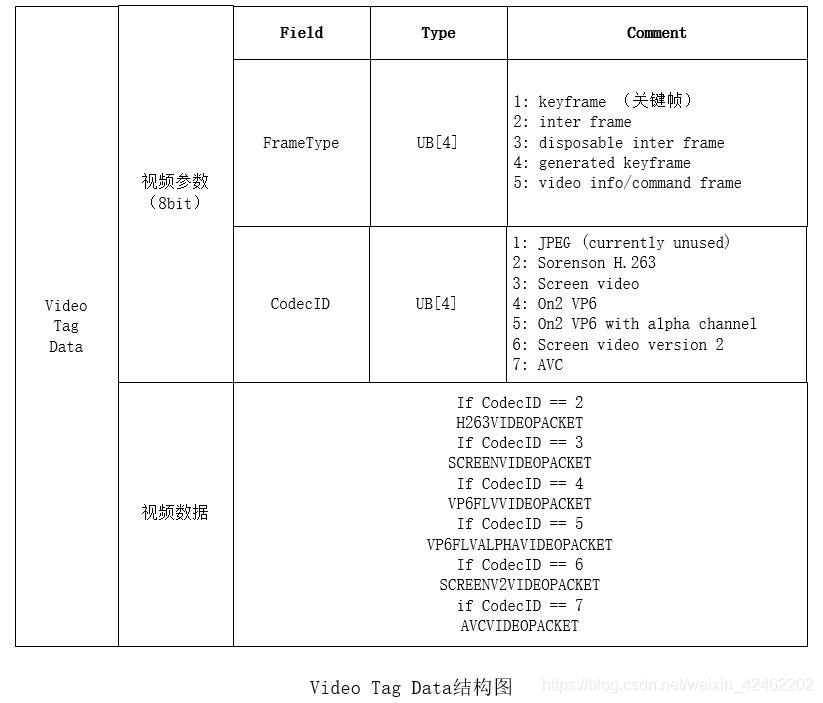 Field
Type
Comment
Video
Tag
Data
视频参数
(8bit)
FrameType
UB[4]
1: keyframe （关键帧）
2: inter frame
3: disposable inter frame
4: generated keyframe
5: video info/command frame
CodecID
UB[4]
1: JPEG (currently unused)
2: Sorenson H.263
3: Screen video
4: On2 VP6
5: On2 VP6 with alpha channel
6: Screen video version 2
7: AVC
视频数据
If CodecID == 2
H263VIDEOPACKET
If CodecID == 3
SCREENVIDEOPACKET
If CodecID == 4
VP6FLVVIDEOPACKET
If CodecID == 5
VP6FLVALPHAVIDEOPACKET
If CodecID == 6
SCREENV2VIDEOPACKET
if CodecID == 7
AVCVIDEOPACKET
Video Tag Data结构图
https://blog.csdn.net/weixin_42462202